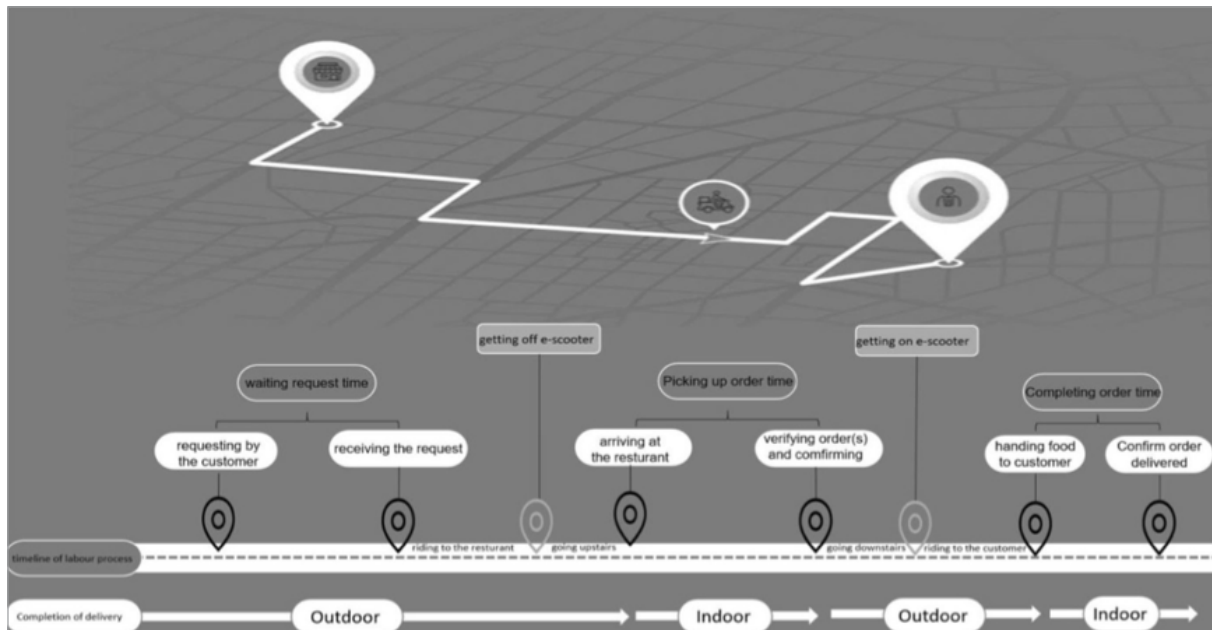 getting off e-scooter
getting on e-scooter
waiting request time
Picking up order time
Completing order time
requesting by
the customer
receiving the request
arriving at
the resturant
verifying order(s)
and comfirming
handing food
to customer
Confirm order
delivered
timeline of labour process
riding to the resturant
going upstairs
going downstairs
riding to the customer
Completion of delivery
Outdoor
Indoor
Outdoor
Indoor